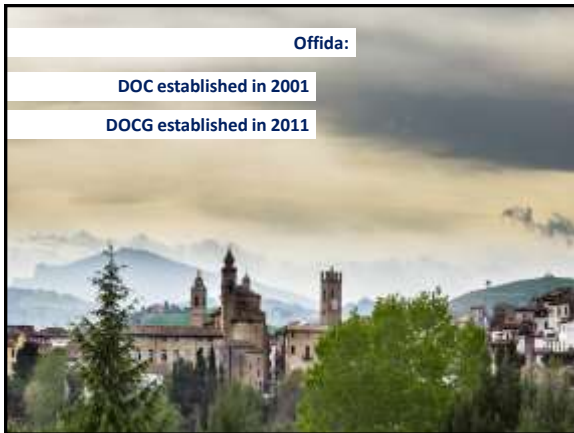 Offida:
DOC established in 2001
DOCG established in 2011